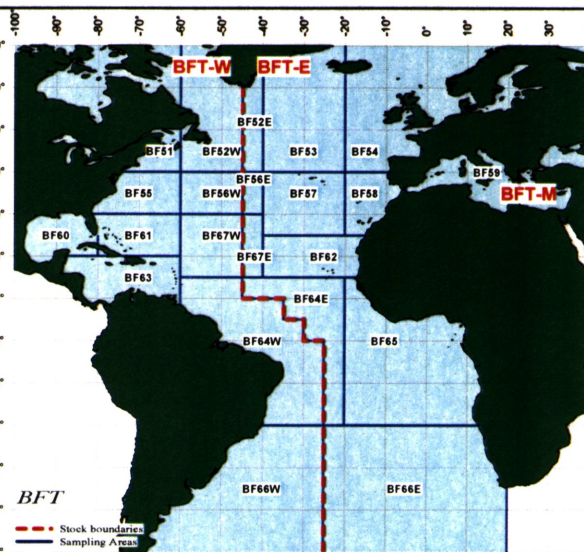 -100° -90° -80° -70° -60° -50° -40° -30° -20° -10° 0° 10° 20° 30°
BFT-W BFT-E
BF52E
BF51 BF52W BF53 BF54
BF59
BF56E
BF55 BF56W BF57 BF58 BFT-M
BF60 BF61 BF67W
BF67E BF62
BF63
BF64E
BF64W BF65
BF66W BF66E
BFT
Stock boundaries
Sampling Areas